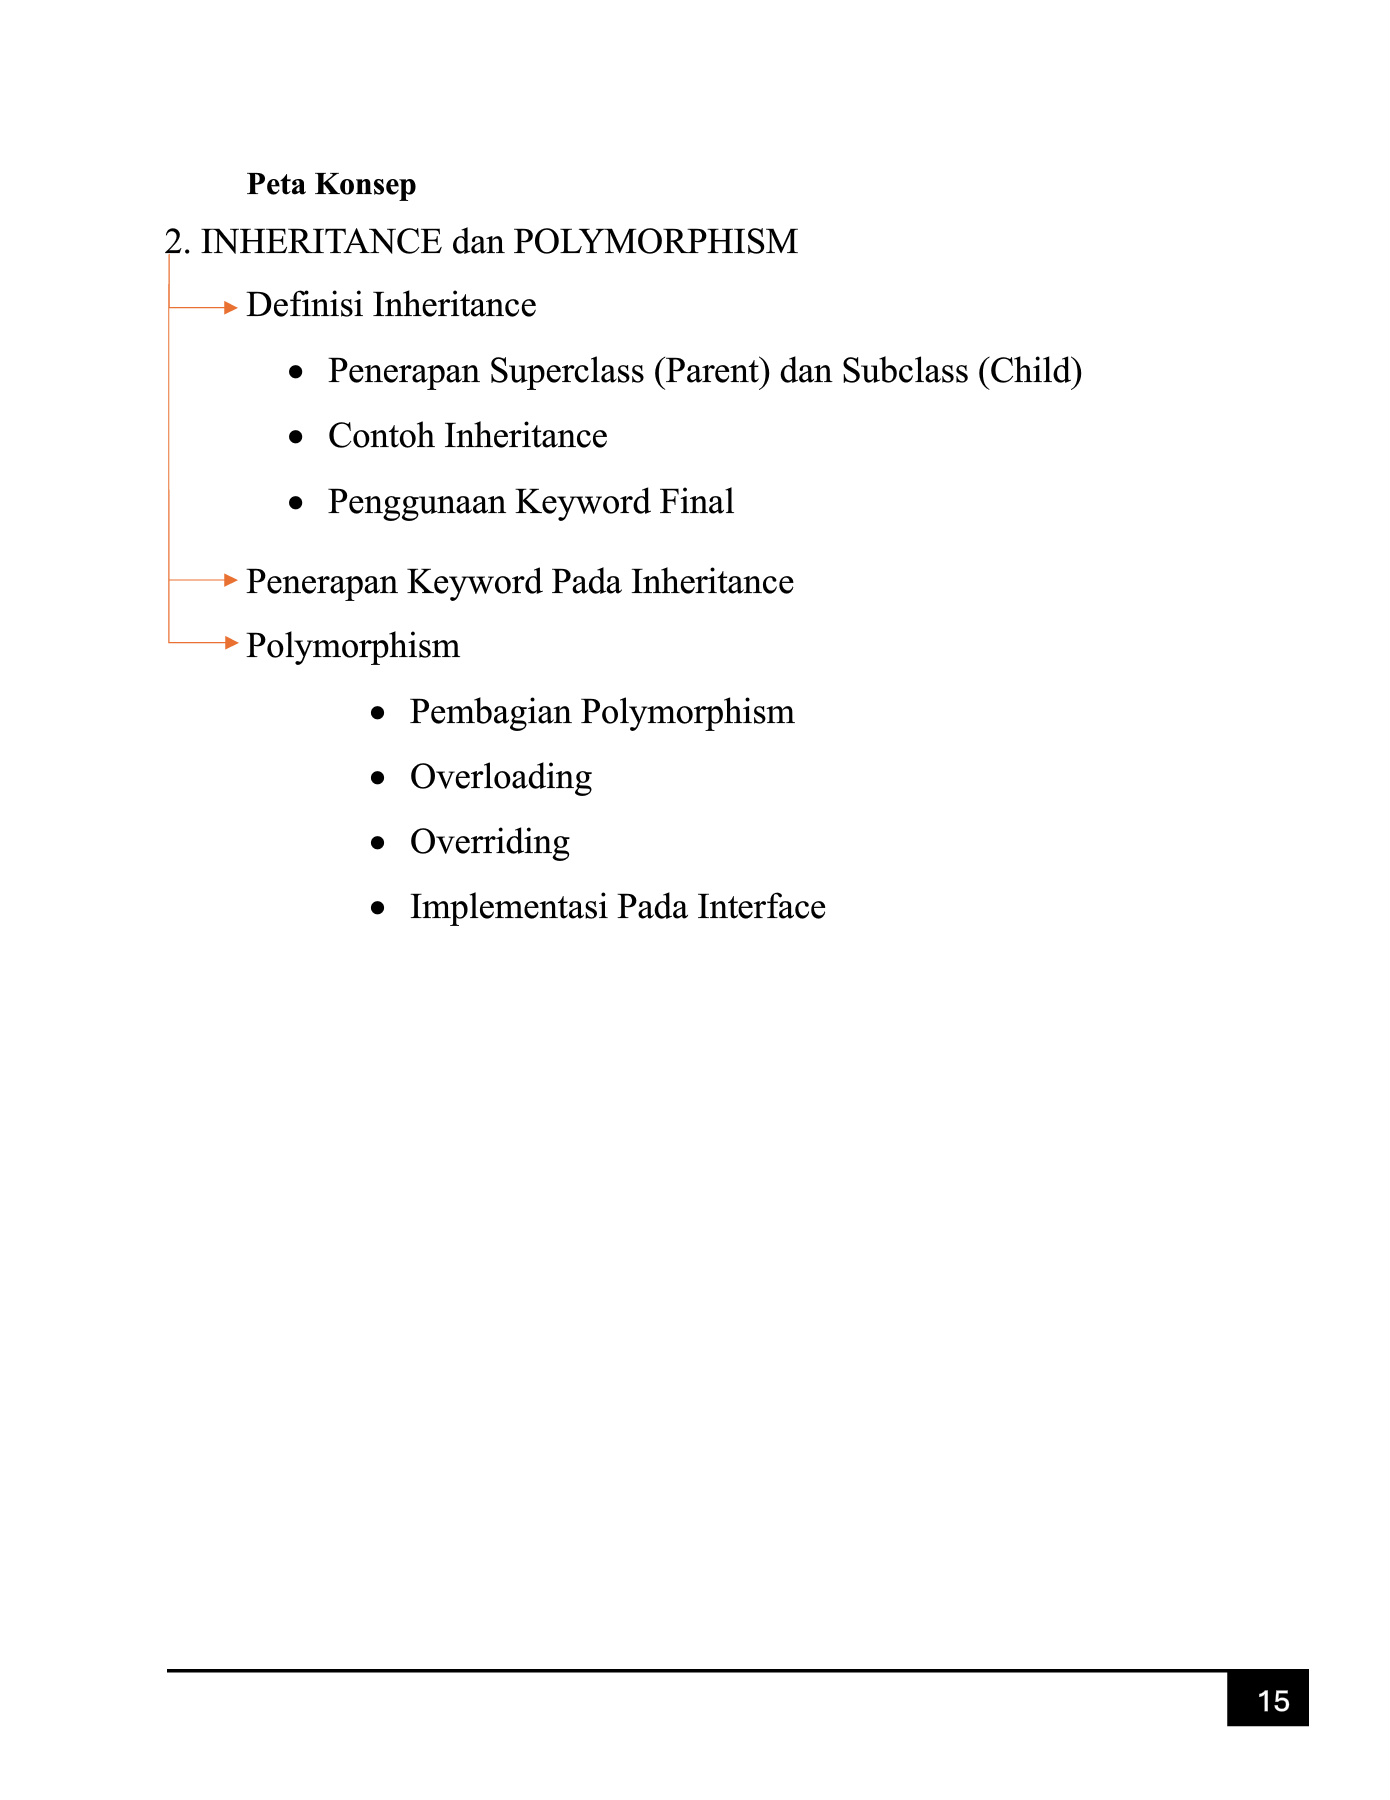 Peta Konsep
2. INHERITANCE dan POLYMORPHISM
Definisi Inheritance
• Penerapan Superclass (Parent) dan Subclass (Child)
• Contoh Inheritance
• Penggunaan Keyword Final
Penerapan Keyword Pada Inheritance
Polymorphism
• Pembagian Polymorphism
• Overloading
• Overriding
• Implementasi Pada Interface
15